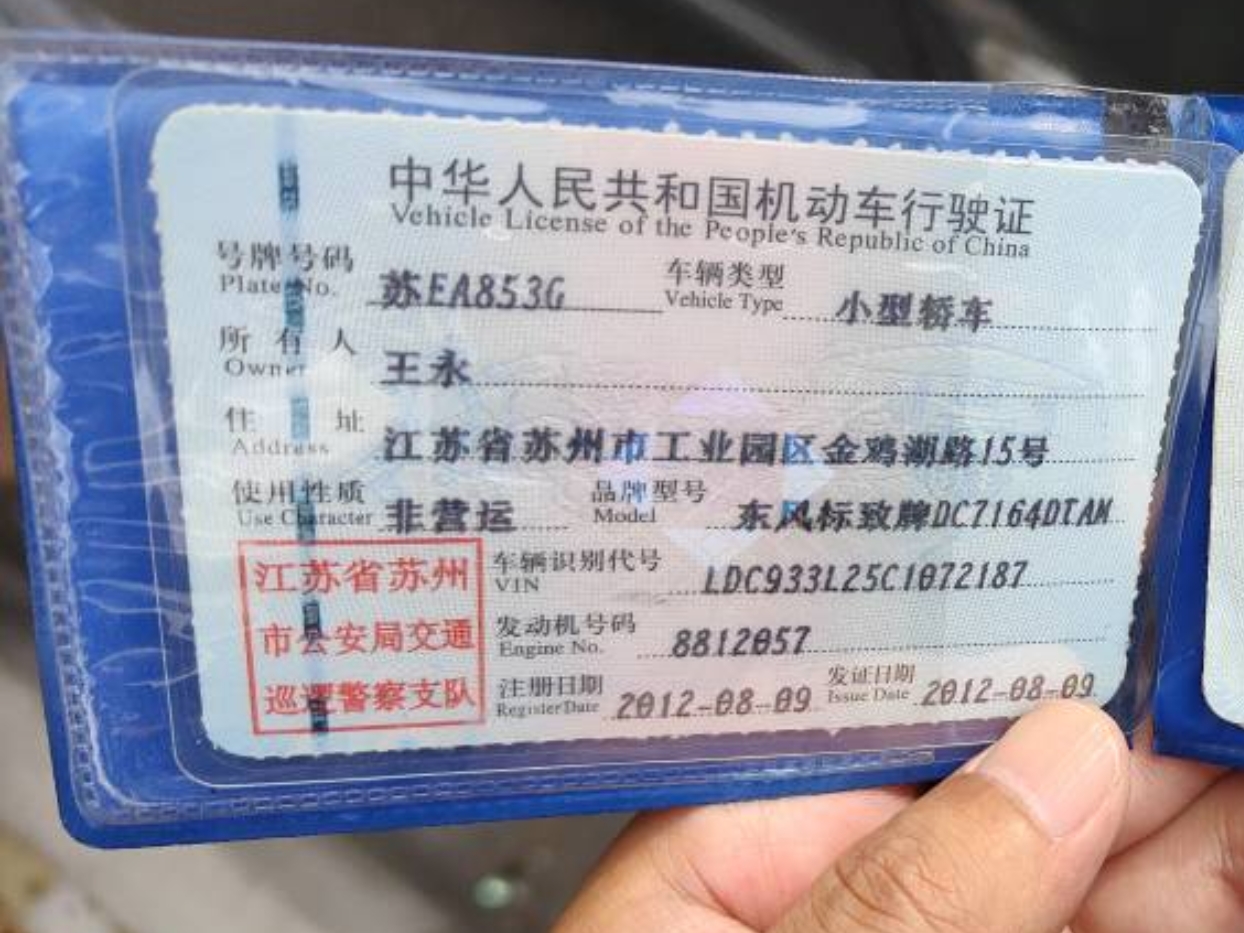 中华人民共和国机动车行驶证
Vehicle License of the People's Republic of China
号牌号码 苏EA853G 车辆类型 小型轿车
Plate No. Vehicle Type
所有人 王永
Owner
住址 江苏省苏州市工业园区金鸡湖路15号
Address
使用性质 非营运 品牌型号 东风标致牌DC7164DTAM
Use Character Model
江苏省苏州
市公安局交通
巡逻警察支队
车辆识别代号 LDC933L25C1072187
VIN
发动机号码 8812057
Engine No.
注册日期 2012-08-09 发证日期 2012-08-09
Register Date Issue Date